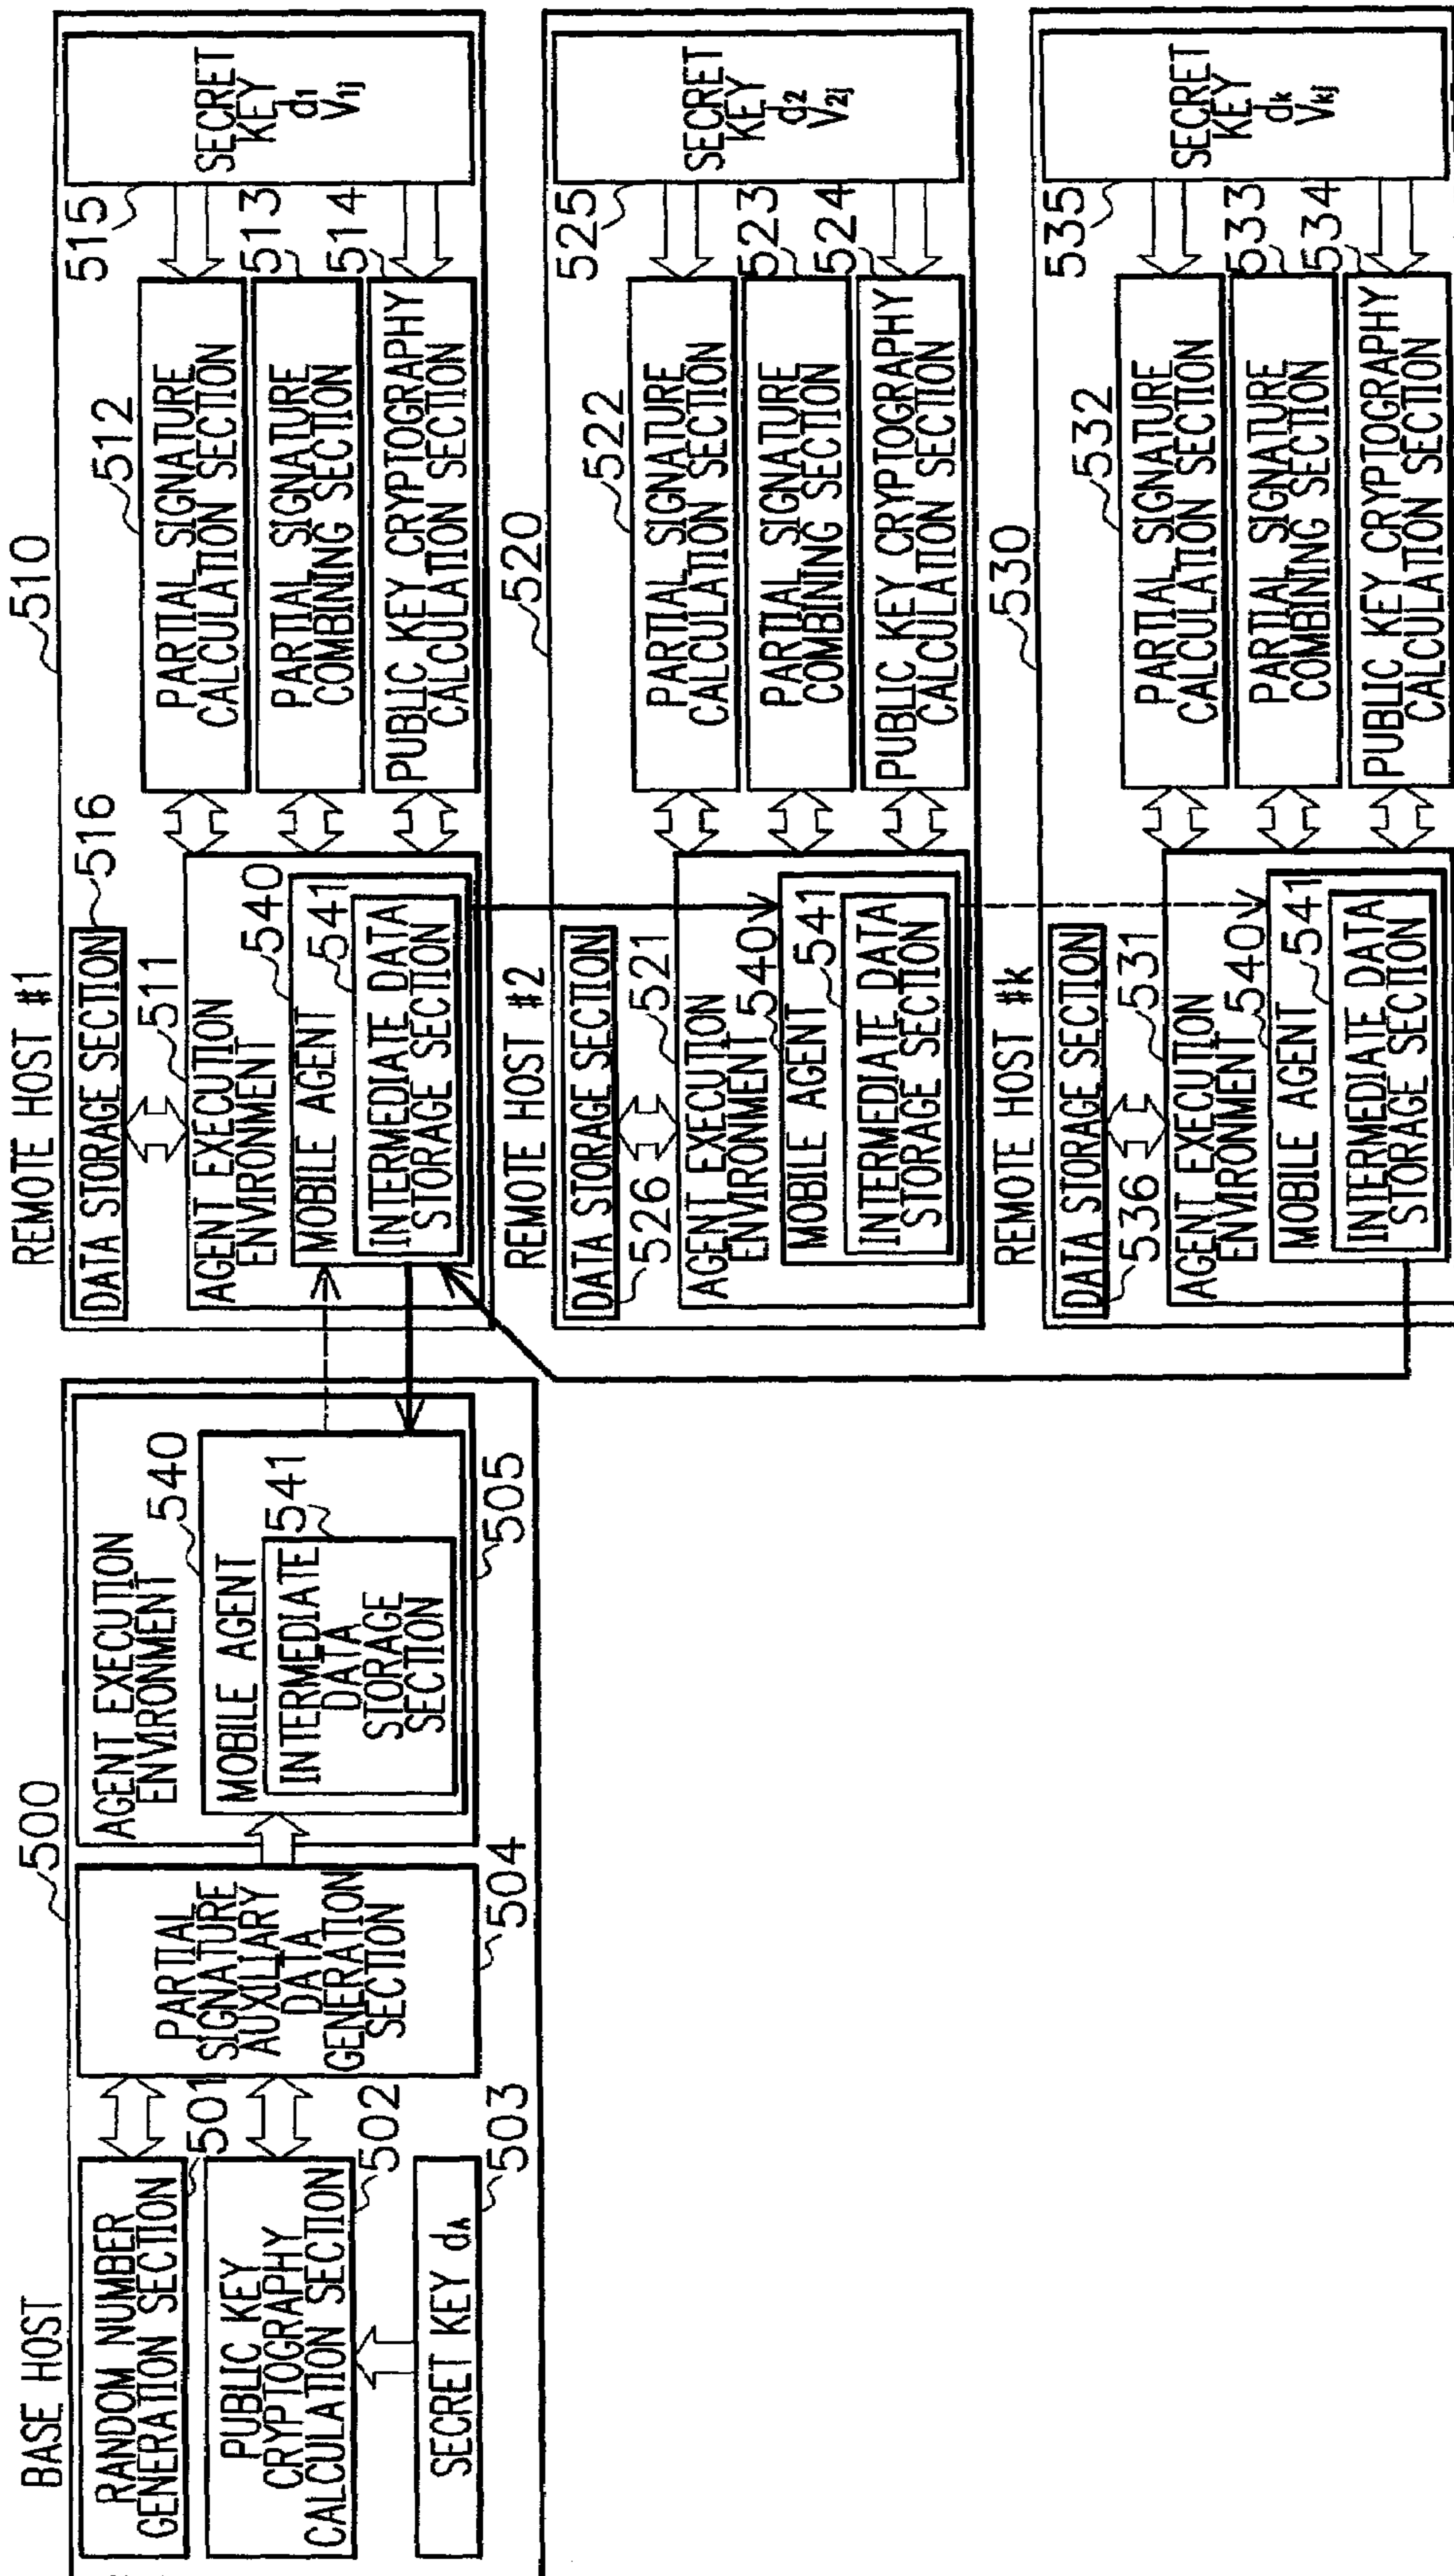 BASE HOST
500
RANDOM NUMBER
GENERATION SECTION
501
PUBLIC KEY
CRYPTOGRAPHY
CALCULATION SECTION
502
SECRET KEY dA
503
PARTIAL
SIGNATURE
AUXILIARY
DATA
GENERATION
SECTION
504
AGENT EXECUTION
ENVIRONMENT
540
MOBILE AGENT
541
INTERMEDIATE
DATA
STORAGE
SECTION
505
REMOTE HOST #1
510
DATA STORAGE SECTION
516
511
AGENT EXECUTION
ENVIRONMENT
540
MOBILE AGENT
541
INTERMEDIATE DATA
STORAGE SECTION
512
PARTIAL SIGNATURE
CALCULATION SECTION
513
PARTIAL SIGNATURE
COMBINING SECTION
514
PUBLIC KEY CRYPTOGRAPHY
CALCULATION SECTION
515
SECRET
KEY
d1
V1j
REMOTE HOST #2
520
DATA STORAGE SECTION
526
521
AGENT EXECUTION
ENVIRONMENT
540
MOBILE AGENT
541
INTERMEDIATE DATA
STORAGE SECTION
522
PARTIAL SIGNATURE
CALCULATION SECTION
523
PARTIAL SIGNATURE
COMBINING SECTION
524
PUBLIC KEY CRYPTOGRAPHY
CALCULATION SECTION
525
SECRET
KEY
d2
V2j
REMOTE HOST #k
530
DATA STORAGE SECTION
536
531
AGENT EXECUTION
ENVIRONMENT
540
MOBILE AGENT
541
INTERMEDIATE DATA
STORAGE SECTION
532
PARTIAL SIGNATURE
CALCULATION SECTION
533
PARTIAL SIGNATURE
COMBINING SECTION
534
PUBLIC KEY CRYPTOGRAPHY
CALCULATION SECTION
535
SECRET
KEY
dk
Vkj